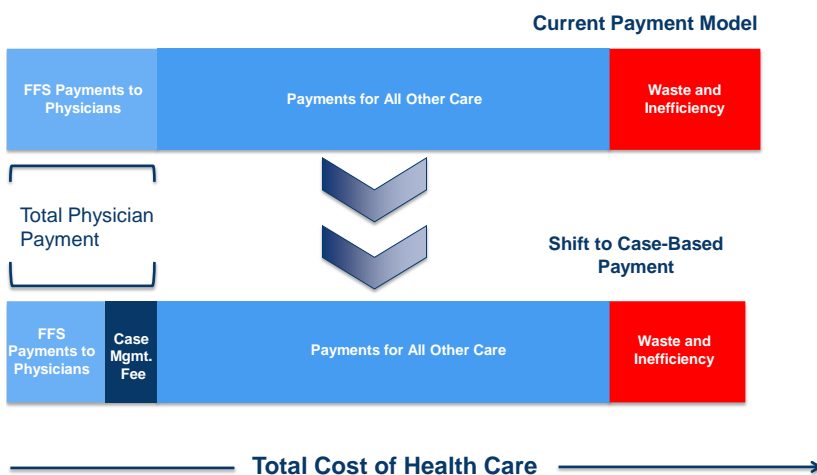 Current Payment Model
FFS Payments to
Physicians
Payments for All Other Care
Waste and
Inefficiency
Total Physician
Payment
Shift to Case-Based
Payment
FFS
Payments to
Physicians
Case
Mgmt.
Fee
Payments for All Other Care
Waste and
Inefficiency
Total Cost of Health Care